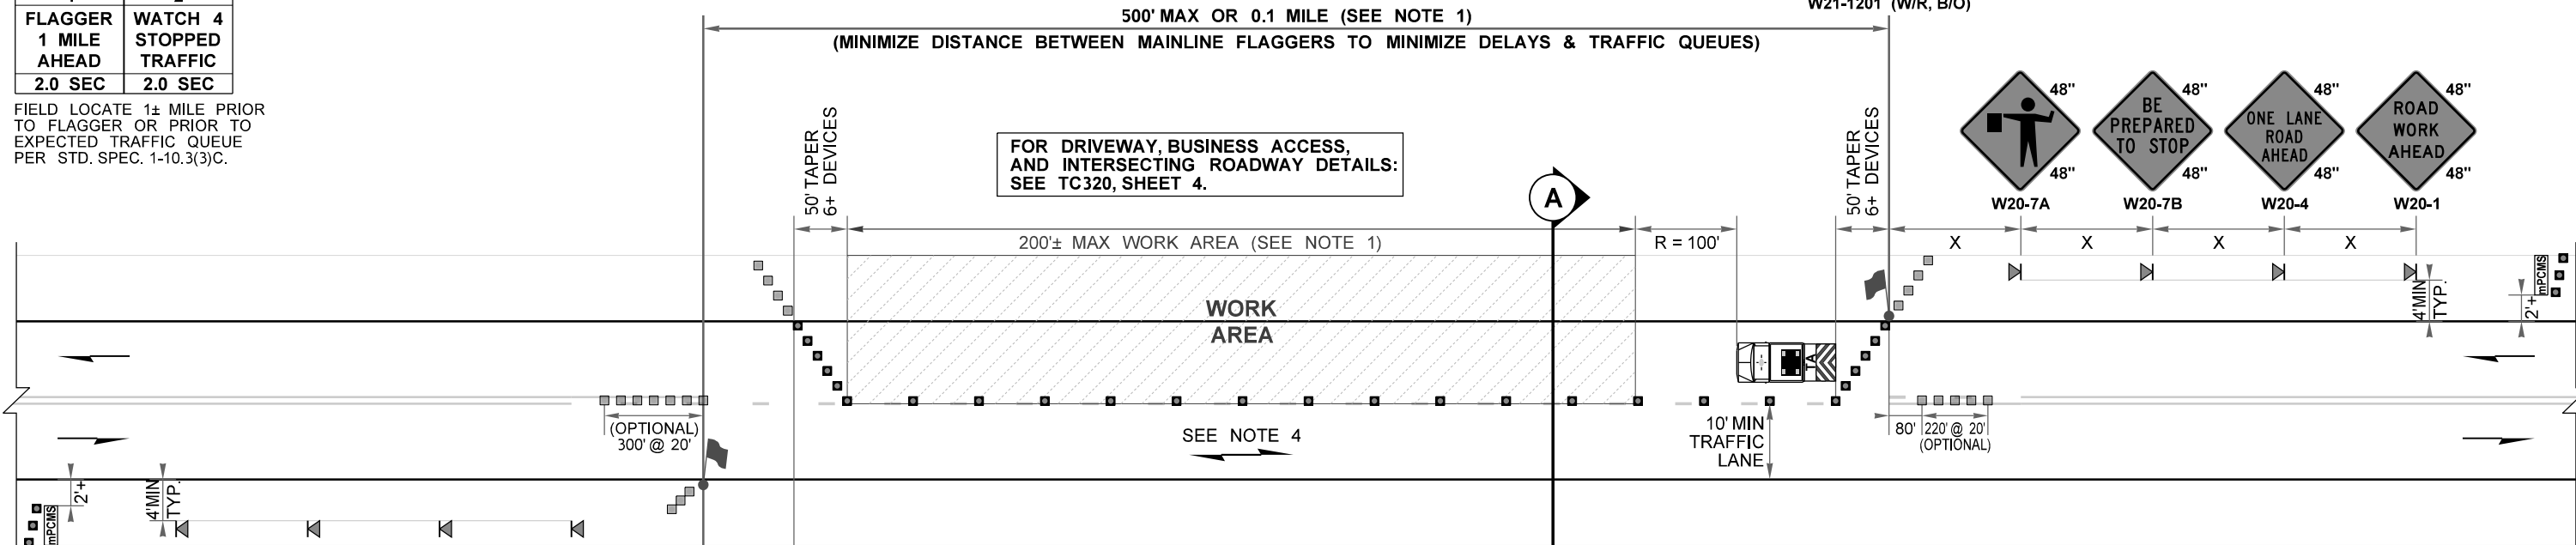 FLAGGER
1 MILE
AHEAD
2.0 SEC
WATCH 4
STOPPED
TRAFFIC
2.0 SEC
FIELD LOCATE 1± MILE PRIOR
TO FLAGGER OR PRIOR TO
EXPECTED TRAFFIC QUEUE
PER STD. SPEC. 1-10.3(3)C.
500' MAX OR 0.1 MILE (SEE NOTE 1)
(MINIMIZE DISTANCE BETWEEN MAINLINE FLAGGERS TO MINIMIZE DELAYS & TRAFFIC QUEUES)
W21-1201 (W/R, B/O)
50' TAPER
6+ DEVICES
FOR DRIVEWAY, BUSINESS ACCESS,
AND INTERSECTING ROADWAY DETAILS:
SEE TC320, SHEET 4.
A
50' TAPER
6+ DEVICES
48"
48"
W20-7A
BE
PREPARED
TO STOP
48"
48"
W20-7B
ONE LANE
ROAD
AHEAD
48"
48"
W20-4
ROAD
WORK
AHEAD
48"
48"
W20-1
200'± MAX WORK AREA (SEE NOTE 1)
R = 100'
X
X
X
X
WORK
AREA
mPCMS
4'MIN
TYP.
2'+
(OPTIONAL)
300' @ 20'
SEE NOTE 4
10' MIN
TRAFFIC
LANE
80'
220' @ 20'
(OPTIONAL)
2'+
4'MIN
TYP.
mPCMS